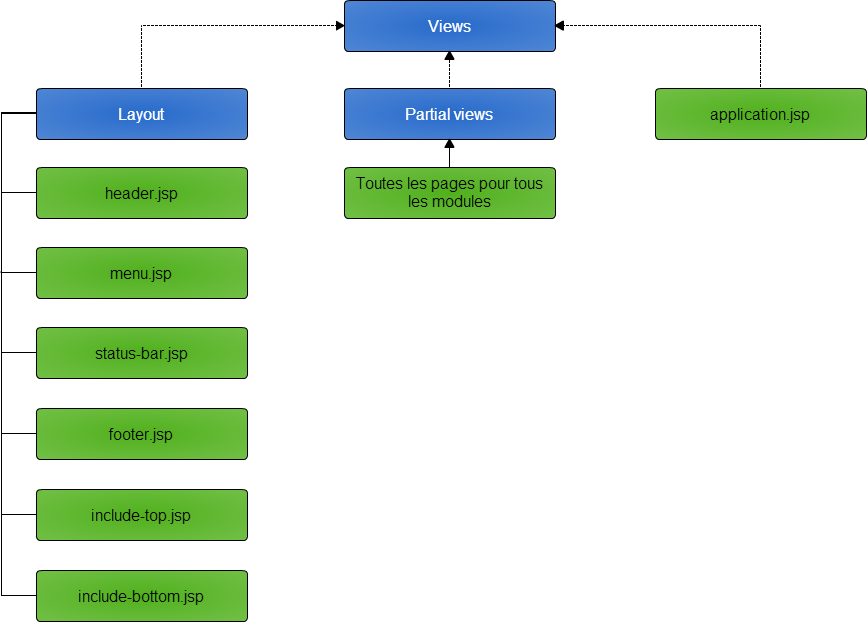 Views
Layout
Partial views
application.jsp
header.jsp
Toutes les pages pour tous
les modules
menu.jsp
status-bar.jsp
footer.jsp
include-top.jsp
include-bottom.jsp